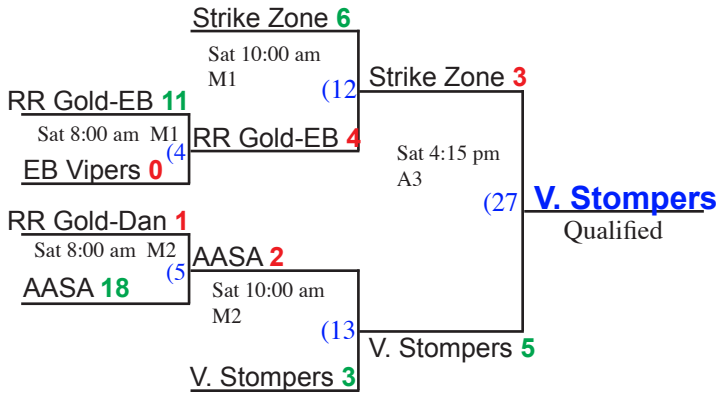 Strike Zone 6
Sat 10:00 am
M1
(12
Strike Zone 3
RR Gold-EB 11
Sat 8:00 am M1
(4
RR Gold-EB 4
EB Vipers 0
Sat 4:15 pm
A3
(27
V. Stompers
Qualified
RR Gold-Dan 1
Sat 8:00 am M2
(5
AASA 2
AASA 18
Sat 10:00 am
M2
(13
V. Stompers 5
V. Stompers 3